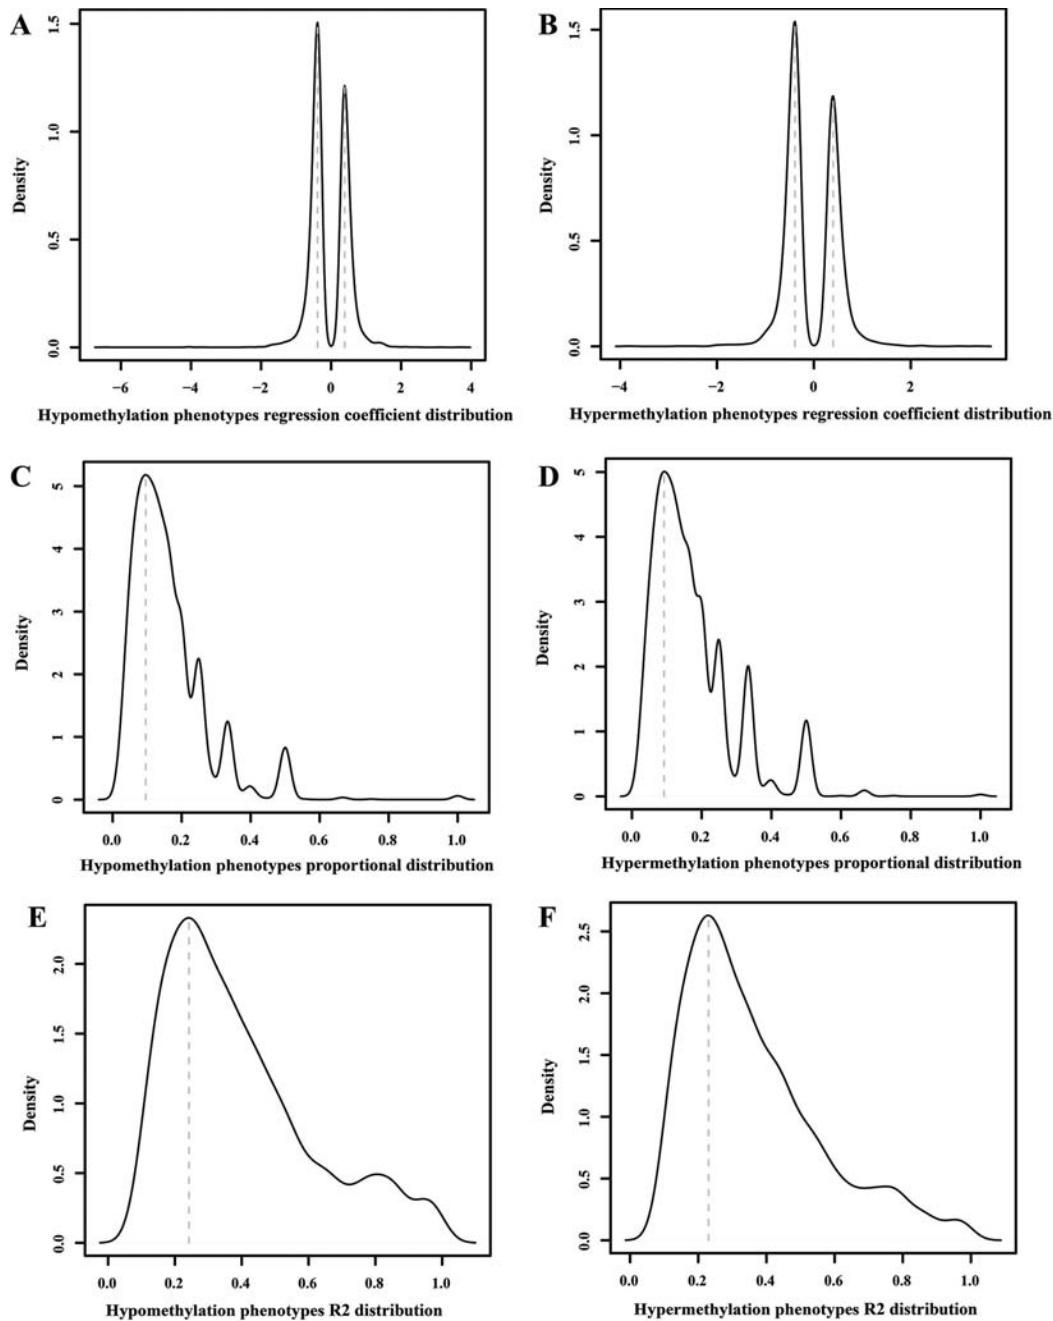 A
1.5
1.0
0.5
0.0
Density
−6 −4 −2 0 2 4
Hypomethylation phenotypes regression coefficient distribution
B
1.5
1.0
0.5
0.0
Density
−4 −2 0 2
Hypermethylation phenotypes regression coefficient distribution
C
5
4
3
2
1
0
Density
0.0 0.2 0.4 0.6 0.8 1.0
Hypomethylation phenotypes proportional distribution
D
5
4
3
2
1
0
Density
0.0 0.2 0.4 0.6 0.8 1.0
Hypermethylation phenotypes proportional distribution
E
2.0
1.5
1.0
0.5
0.0
Density
0.0 0.2 0.4 0.6 0.8 1.0
Hypomethylation phenotypes R2 distribution
F
2.5
2.0
1.5
1.0
0.5
0.0
Density
0.0 0.2 0.4 0.6 0.8 1.0
Hypermethylation phenotypes R2 distribution